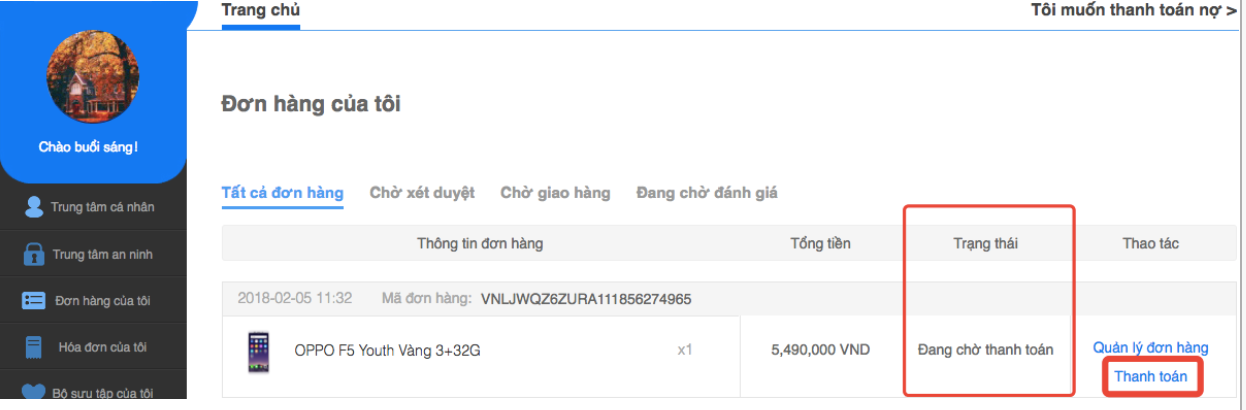 Trang chủ
Tôi muốn thanh toán nợ >
Chào buổi sáng!
Trung tâm cá nhân
Trung tâm an ninh
Đơn hàng của tôi
Hóa đơn của tôi
Bộ sưu tập của tôi
Đơn hàng của tôi
Tất cả đơn hàng Chờ xét duyệt Chờ giao hàng Đang chờ đánh giá
Thông tin đơn hàng Tổng tiền Trạng thái Thao tác
2018-02-05 11:32 Mã đơn hàng: VNLJWQZ6ZURA111856274965
OPPO F5 Youth Vàng 3+32G x1 5,490,000 VND Đang chờ thanh toán Quản lý đơn hàng
Thanh toán